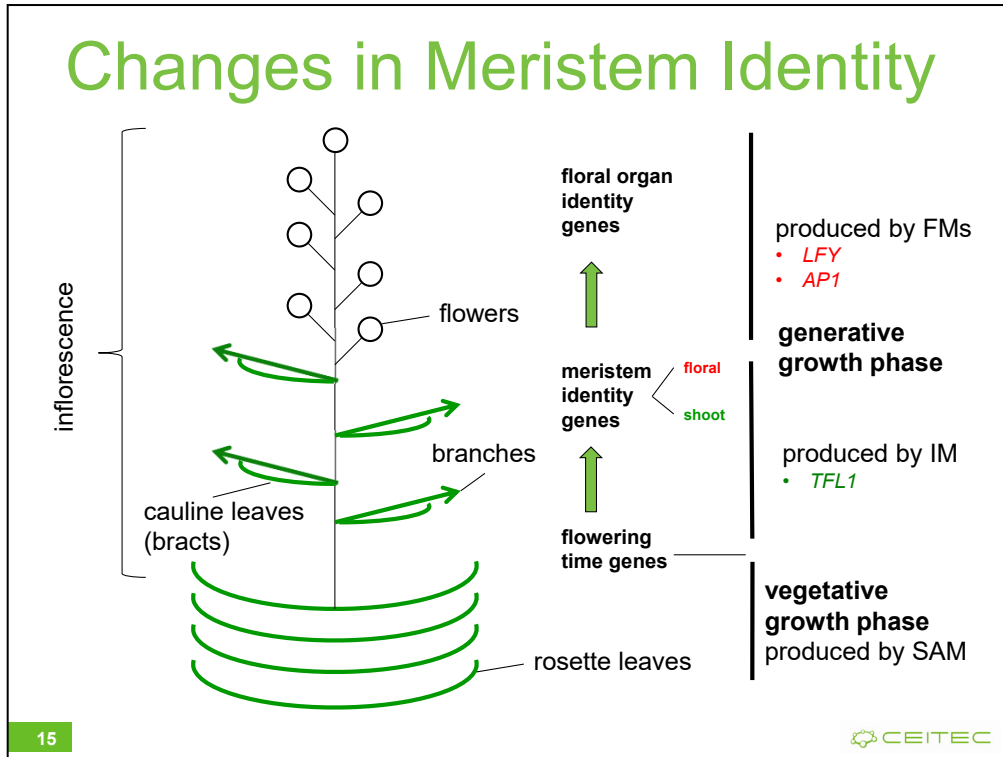 Changes in Meristem Identity
inflorescence
flowers
branches
cauline leaves
(bracts)
rosette leaves
floral organ
identity
genes
meristem
identity
genes
floral
shoot
flowering
time genes
produced by FMs
• LFY
• AP1
generative
growth phase
produced by IM
• TFL1
vegetative
growth phase
produced by SAM
15
CEITEC